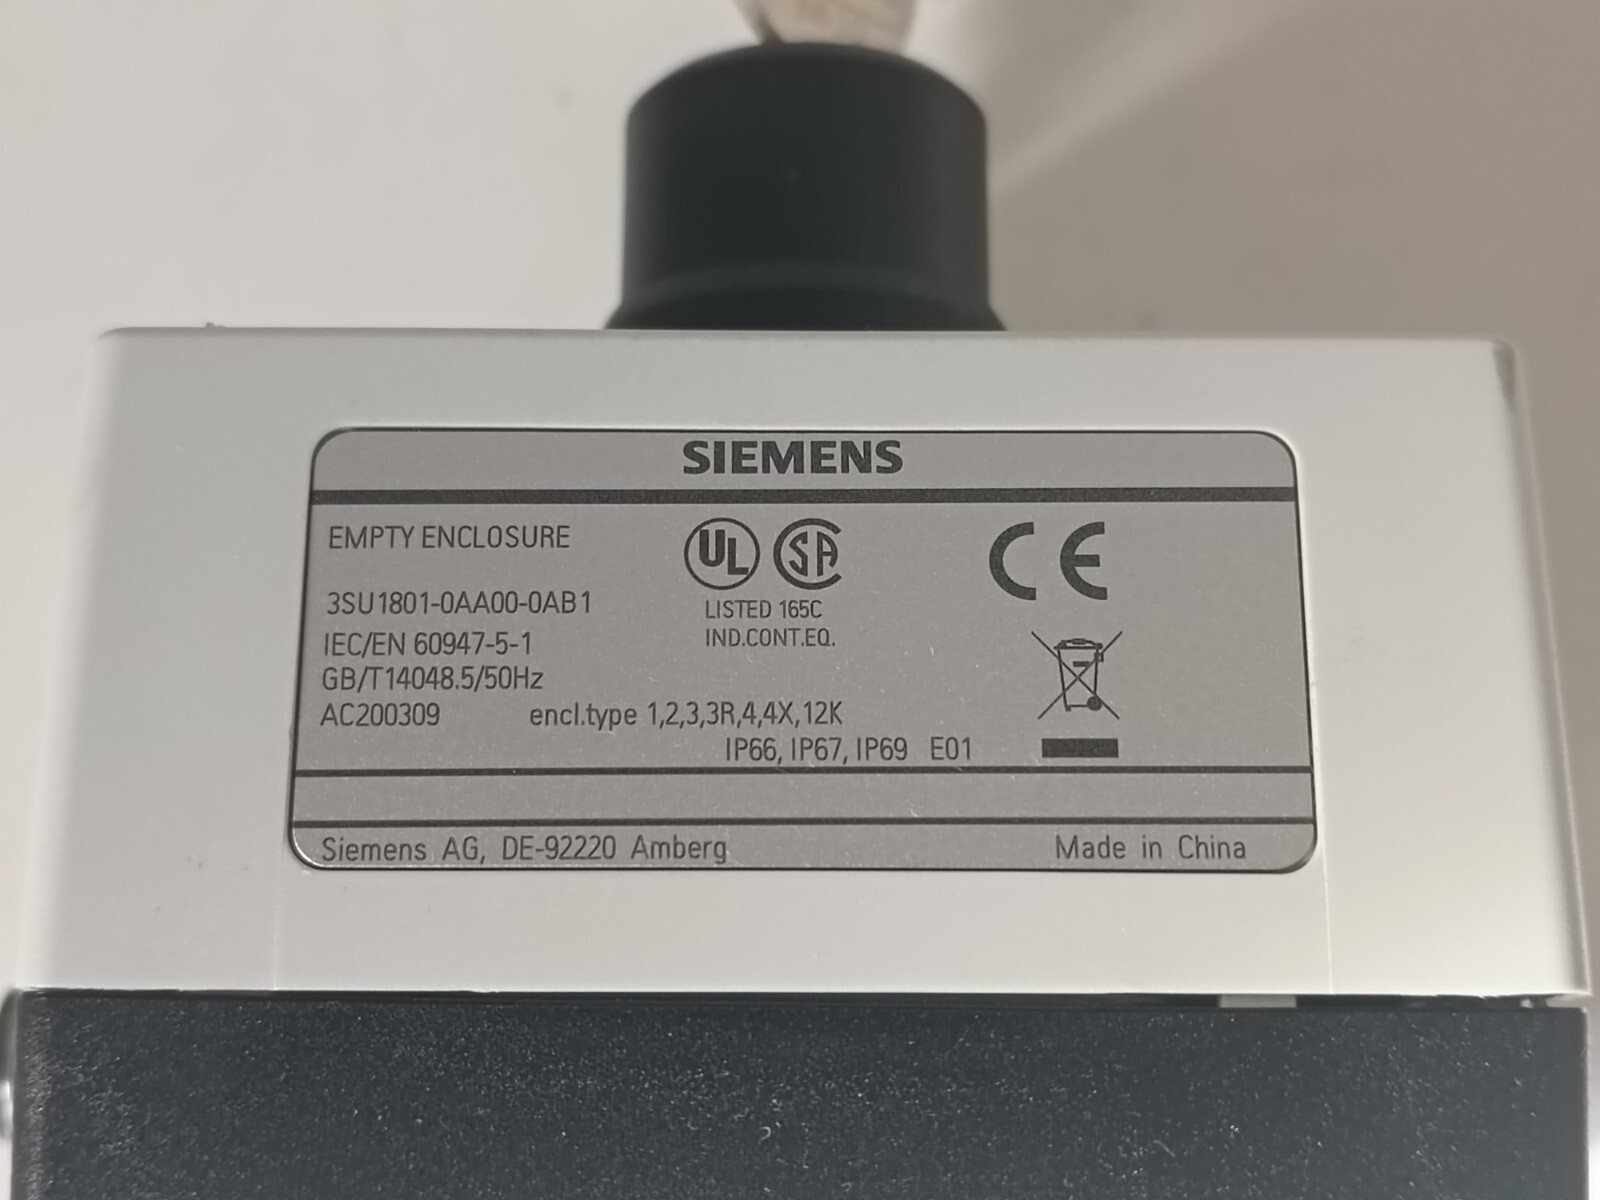 SIEMENS
EMPTY ENCLOSURE
UL SA CE
3SU1801-0AA00-0AB1
LISTED 165C
IND.CONT.EQ.
IEC/EN 60947-5-1
GB/T14048.5/50Hz
AC200309 encl.type 1,2,3,3R,4,4X,12K
IP66, IP67, IP69 E01
Siemens AG, DE-92220 Amberg Made in China